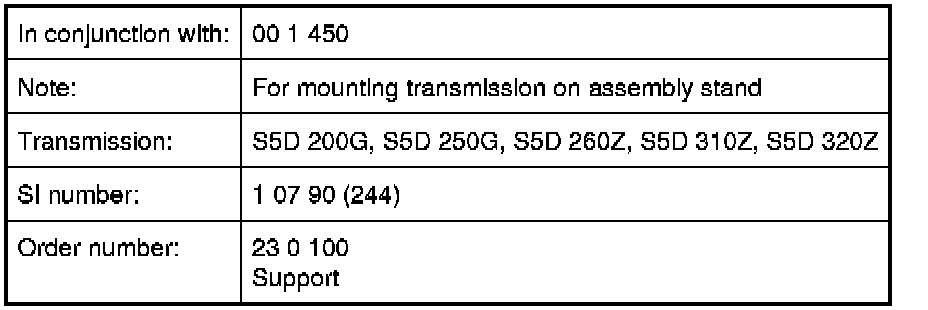 In conjunction with: 00 1 450
Note: For mounting transmission on assembly stand
Transmission: S5D 200G, S5D 250G, S5D 260Z, S5D 310Z, S5D 320Z
SI number: 1 07 90 (244)
Order number: 23 0 100
Support